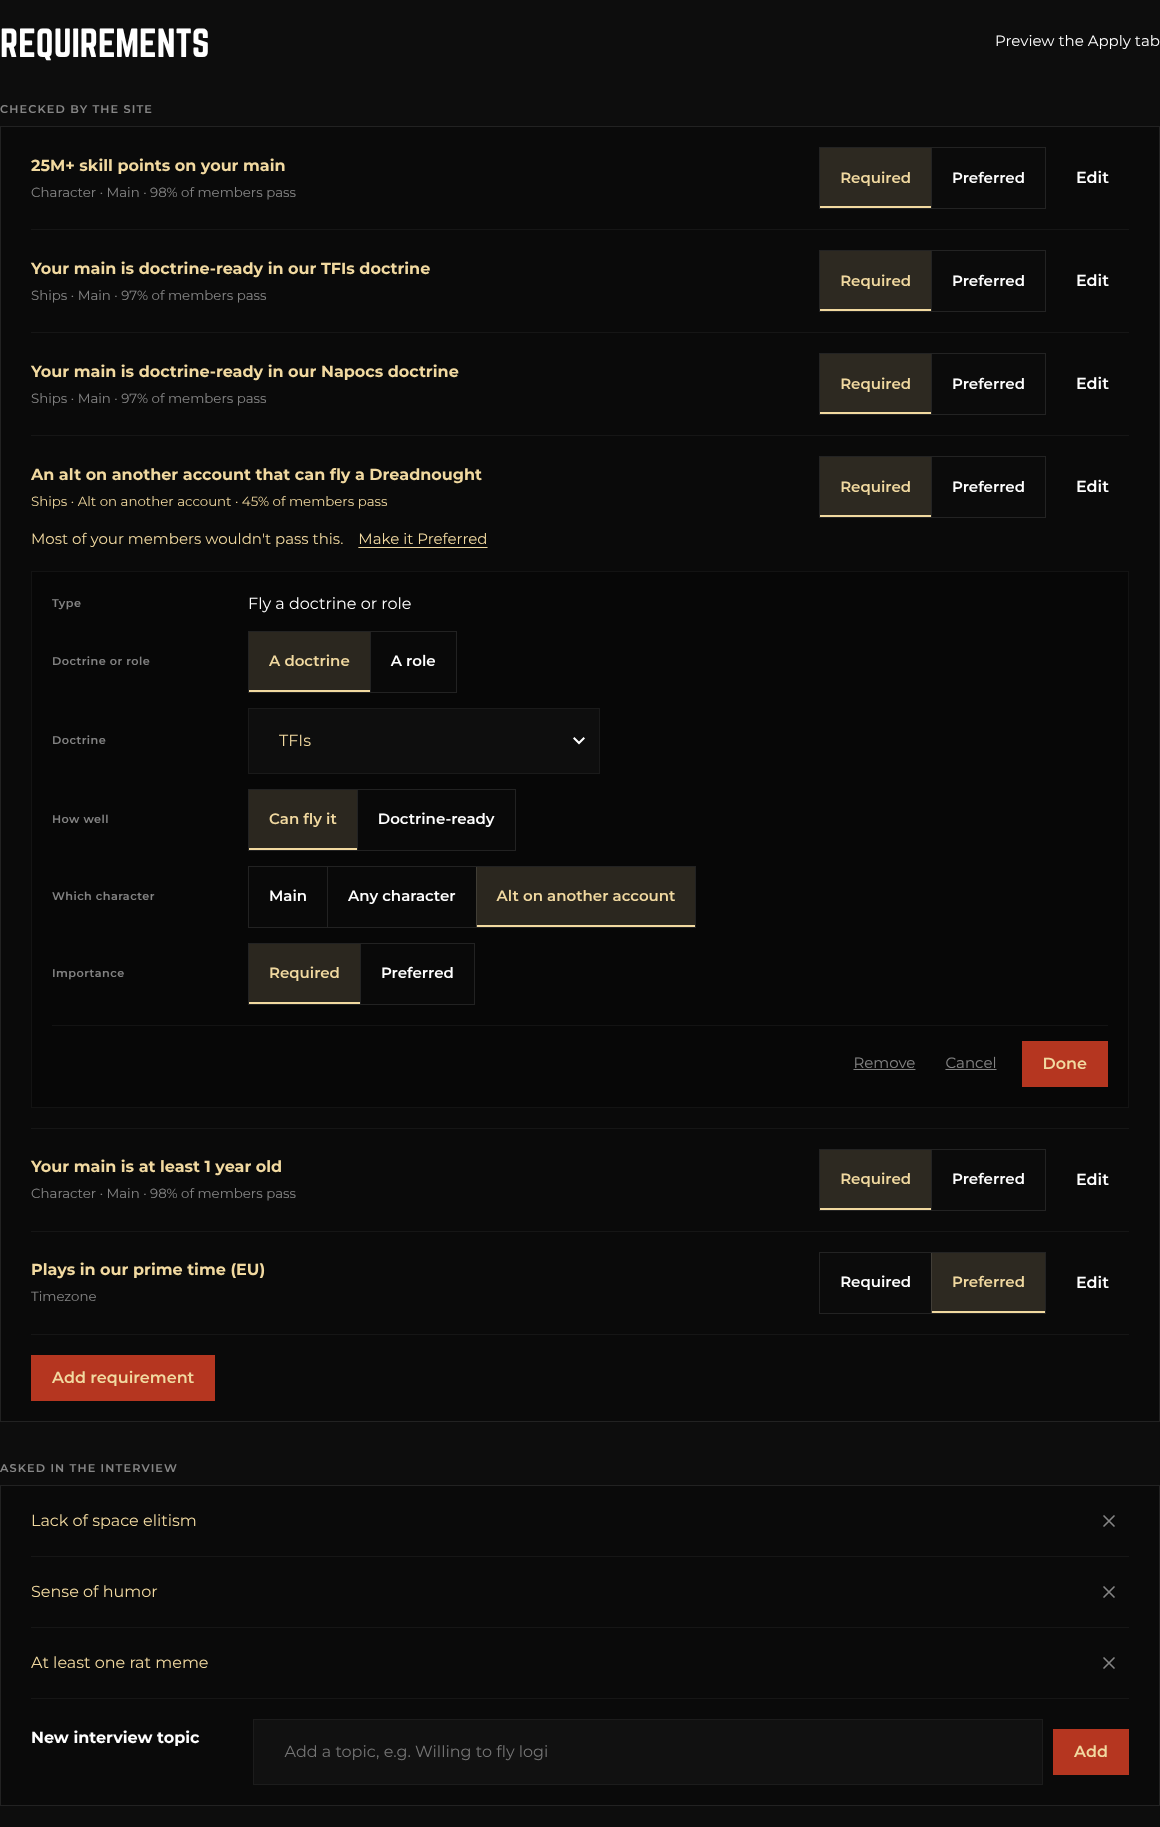 REQUIREMENTS
Preview the Apply tab
CHECKED BY THE SITE
25M+ skill points on your main
Character · Main · 98% of members pass
Required Preferred Edit
Your main is doctrine-ready in our TFIs doctrine
Ships · Main · 97% of members pass
Required Preferred Edit
Your main is doctrine-ready in our Napocs doctrine
Ships · Main · 97% of members pass
Required Preferred Edit
An alt on another account that can fly a Dreadnought
Ships · Alt on another account · 45% of members pass
Required Preferred Edit
Most of your members wouldn't pass this. Make it Preferred
Type Fly a doctrine or role
Doctrine or role A doctrine A role
Doctrine TFIs
How well Can fly it Doctrine-ready
Which character Main Any character Alt on another account
Importance Required Preferred
Remove Cancel Done
Your main is at least 1 year old
Character · Main · 98% of members pass
Required Preferred Edit
Plays in our prime time (EU)
Timezone
Required Preferred Edit
Add requirement
ASKED IN THE INTERVIEW
Lack of space elitism
Sense of humor
At least one rat meme
New interview topic Add a topic, e.g. Willing to fly logi Add